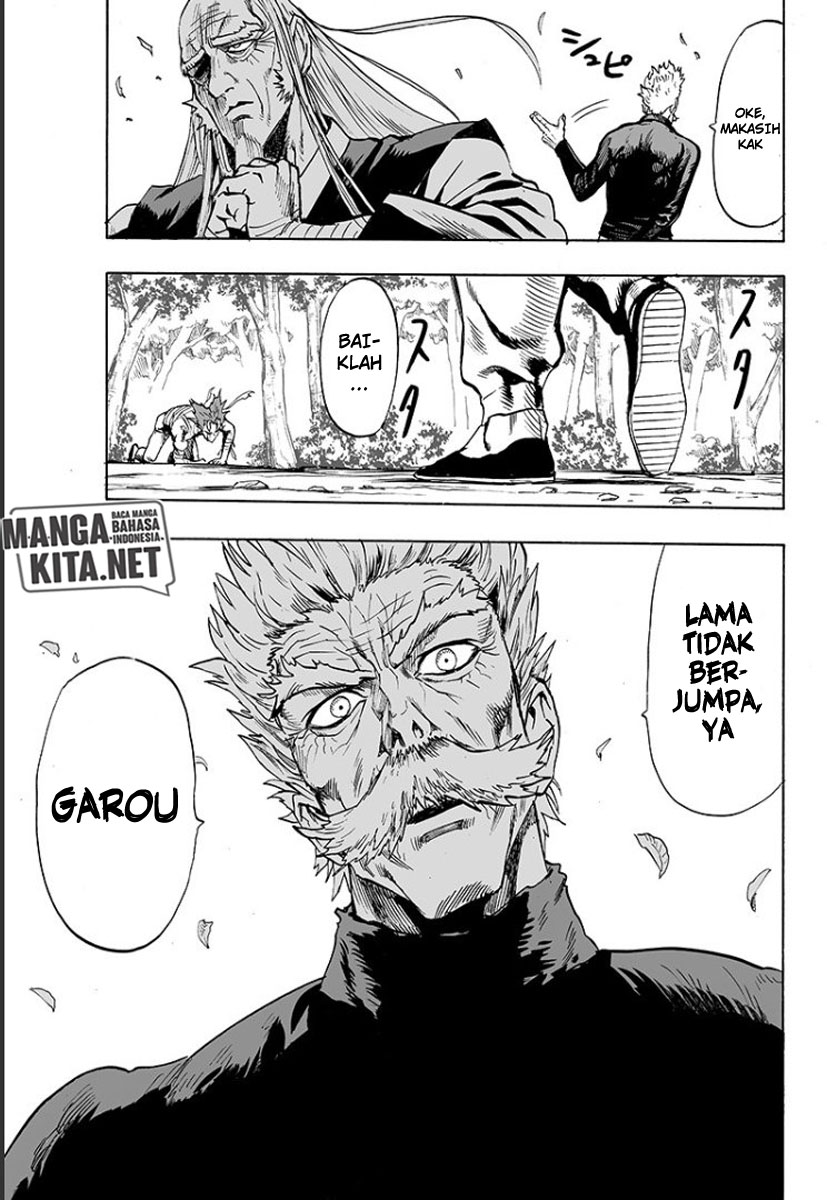 OKE,
MAKASIH
KAK
シュピ
BAI-
KLAH
...
スタ
スタ
MANGA
KITA.NET
BACA MANGA
BAHASA
INDONESIA
LAMA
TIDAK
BER-
JUMPA,
YA
GAROU